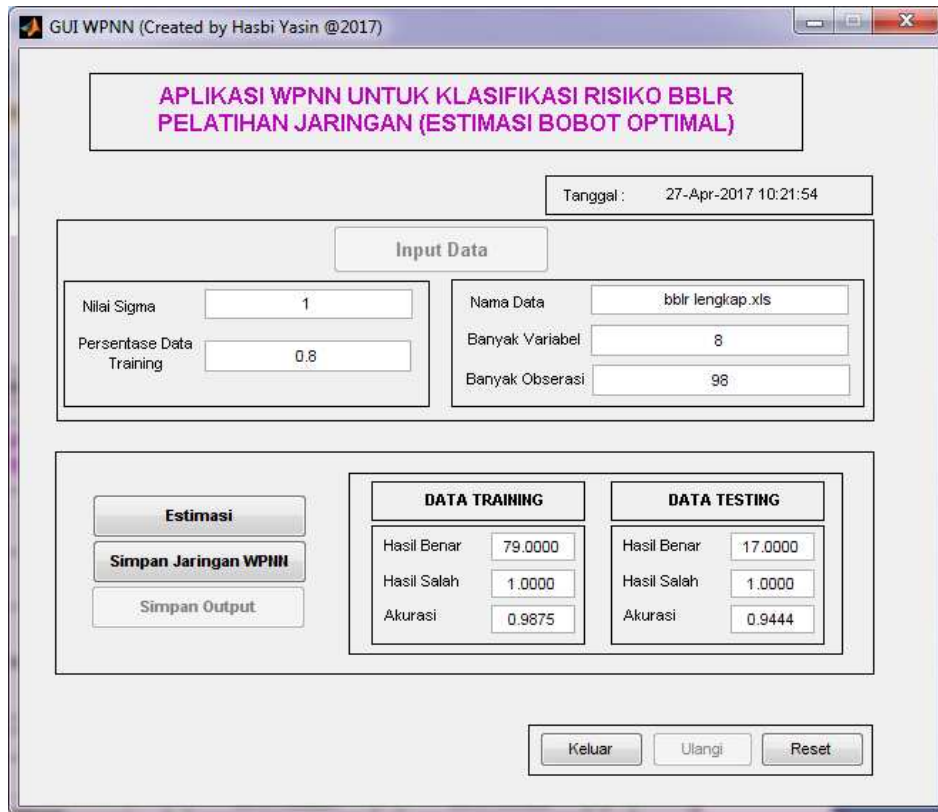 GUI WPNN (Created by Hasbi Yasin @2017)
APLIKASI WPNN UNTUK KLASIFIKASI RISIKO BBLR
PELATIHAN JARINGAN (ESTIMASI BOBOT OPTIMAL)
Tanggal : 27-Apr-2017 10:21:54
Input Data
Nilai Sigma 1
Persentase Data
Training 0.8
Nama Data bblr lengkap.xls
Banyak Variabel 8
Banyak Obserasi 98
Estimasi
Simpan Jaringan WPNN
Simpan Output
DATA TRAINING
Hasil Benar 79.0000
Hasil Salah 1.0000
Akurasi 0.9875
DATA TESTING
Hasil Benar 17.0000
Hasil Salah 1.0000
Akurasi 0.9444
Keluar Ulangi Reset